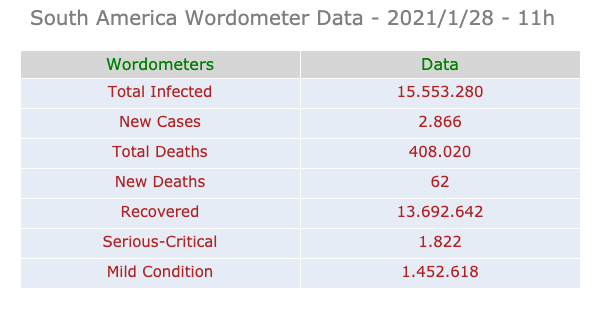 South America Wordometer Data - 2021/1/28 - 11h
Wordometers Data
Total Infected 15.553.280
New Cases 2.866
Total Deaths 408.020
New Deaths 62
Recovered 13.692.642
Serious-Critical 1.822
Mild Condition 1.452.618